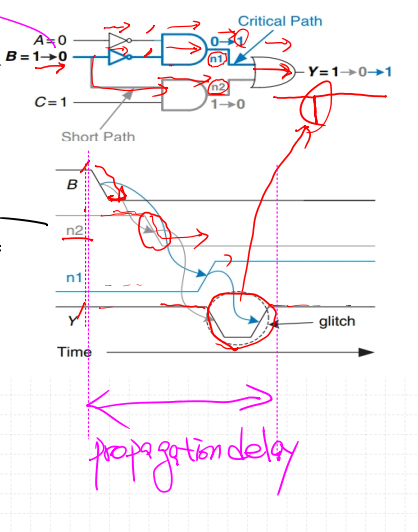 A=0
0→1
Critical Path
B = 1→0
n1
Y=1→0→1
n2
C=1
1→0
Short Path
B
n2
n1
Y
glitch
Time
propagation delay